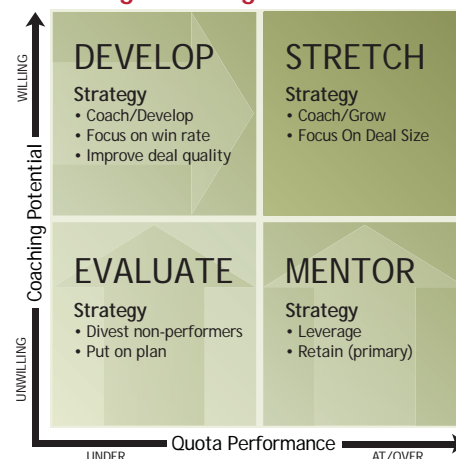 DEVELOP
Strategy
• Coach/Develop
• Focus on win rate
• Improve deal quality
STRETCH
Strategy
• Coach/Grow
• Focus On Deal Size
EVALUATE
Strategy
• Divest non-performers
• Put on plan
MENTOR
Strategy
• Leverage
• Retain (primary)
WILLING
Coaching Potential
UNWILLING
UNDER
Quota Performance
AT/OVER